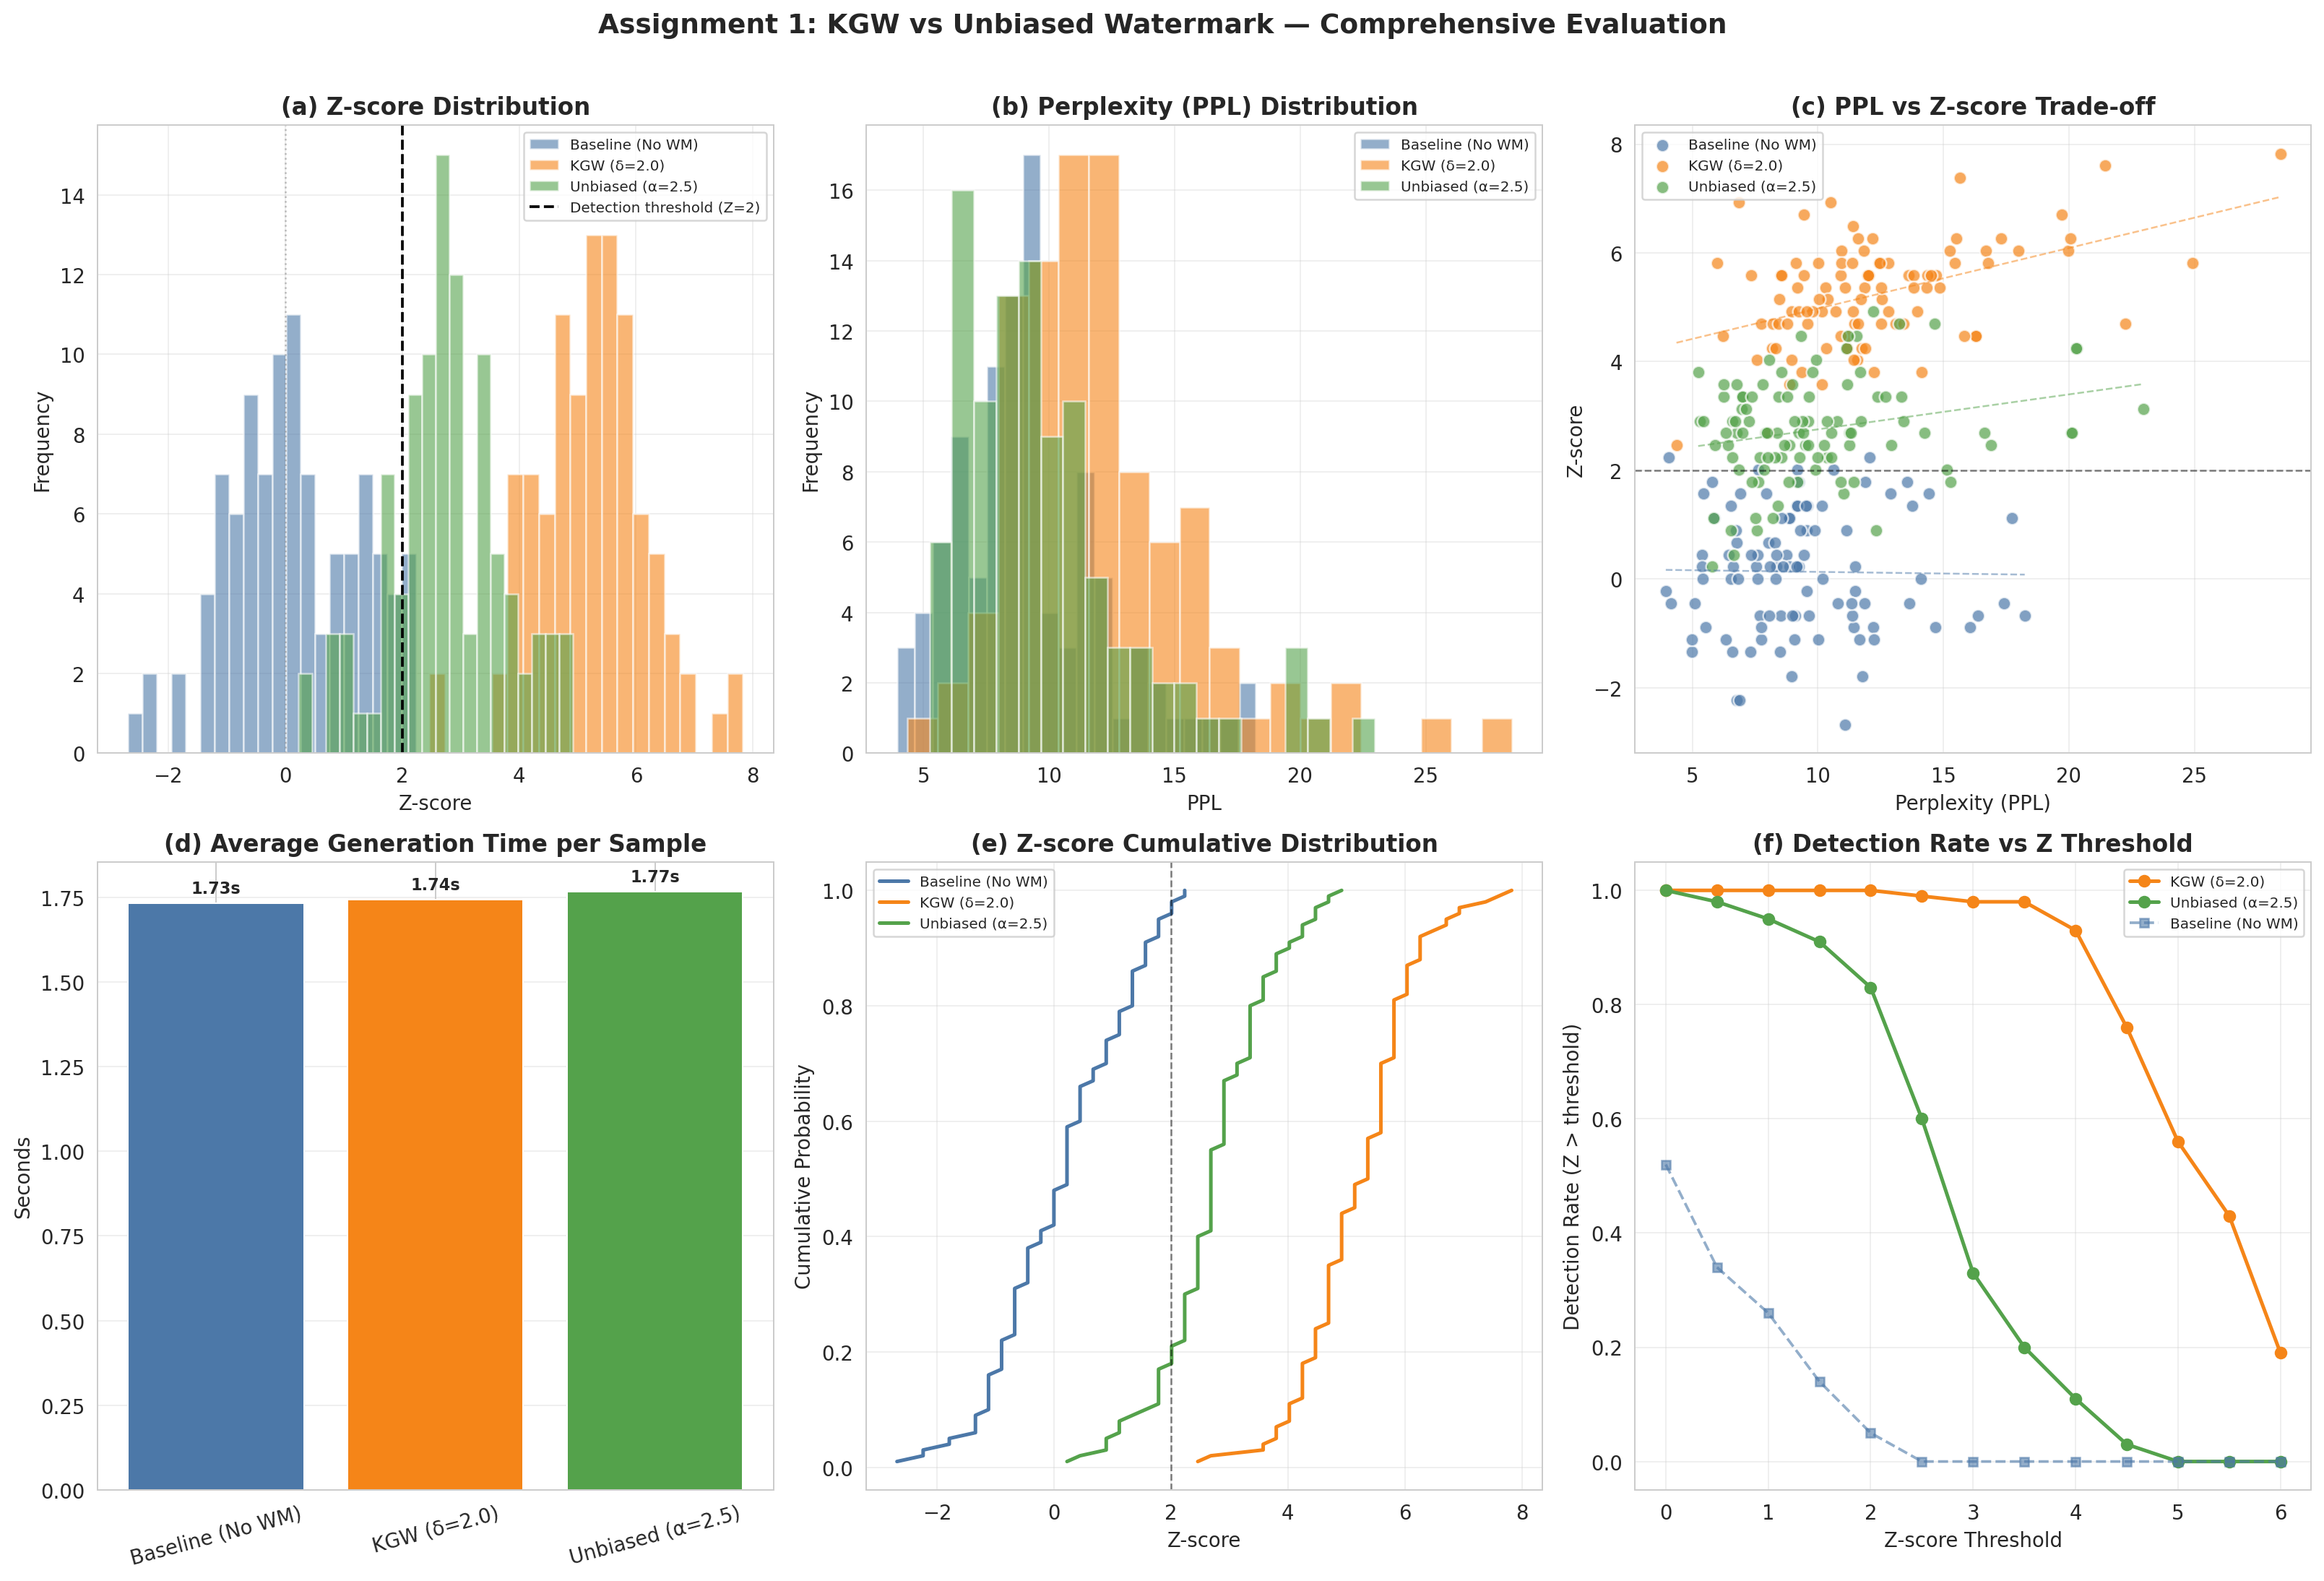 Assignment 1: KGW vs Unbiased Watermark — Comprehensive Evaluation
(a) Z-score Distribution
Frequency
14
12
10
8
6
4
2
0
−2
0
2
4
6
8
Z-score
Baseline (No WM)
KGW (δ=2.0)
Unbiased (α=2.5)
Detection threshold (Z=2)
(b) Perplexity (PPL) Distribution
Frequency
16
14
12
10
8
6
4
2
0
5
10
15
20
25
PPL
Baseline (No WM)
KGW (δ=2.0)
Unbiased (α=2.5)
(c) PPL vs Z-score Trade-off
Z-score
8
6
4
2
0
−2
5
10
15
20
25
Perplexity (PPL)
Baseline (No WM)
KGW (δ=2.0)
Unbiased (α=2.5)
(d) Average Generation Time per Sample
Seconds
1.75
1.50
1.25
1.00
0.75
0.50
0.25
0.00
1.73s
1.74s
1.77s
Baseline (No WM)
KGW (δ=2.0)
Unbiased (α=2.5)
(e) Z-score Cumulative Distribution
Cumulative Probability
1.0
0.8
0.6
0.4
0.2
0.0
−2
0
2
4
6
8
Z-score
Baseline (No WM)
KGW (δ=2.0)
Unbiased (α=2.5)
(f) Detection Rate vs Z Threshold
Detection Rate (Z > threshold)
1.0
0.8
0.6
0.4
0.2
0.0
0
1
2
3
4
5
6
Z-score Threshold
KGW (δ=2.0)
Unbiased (α=2.5)
Baseline (No WM)